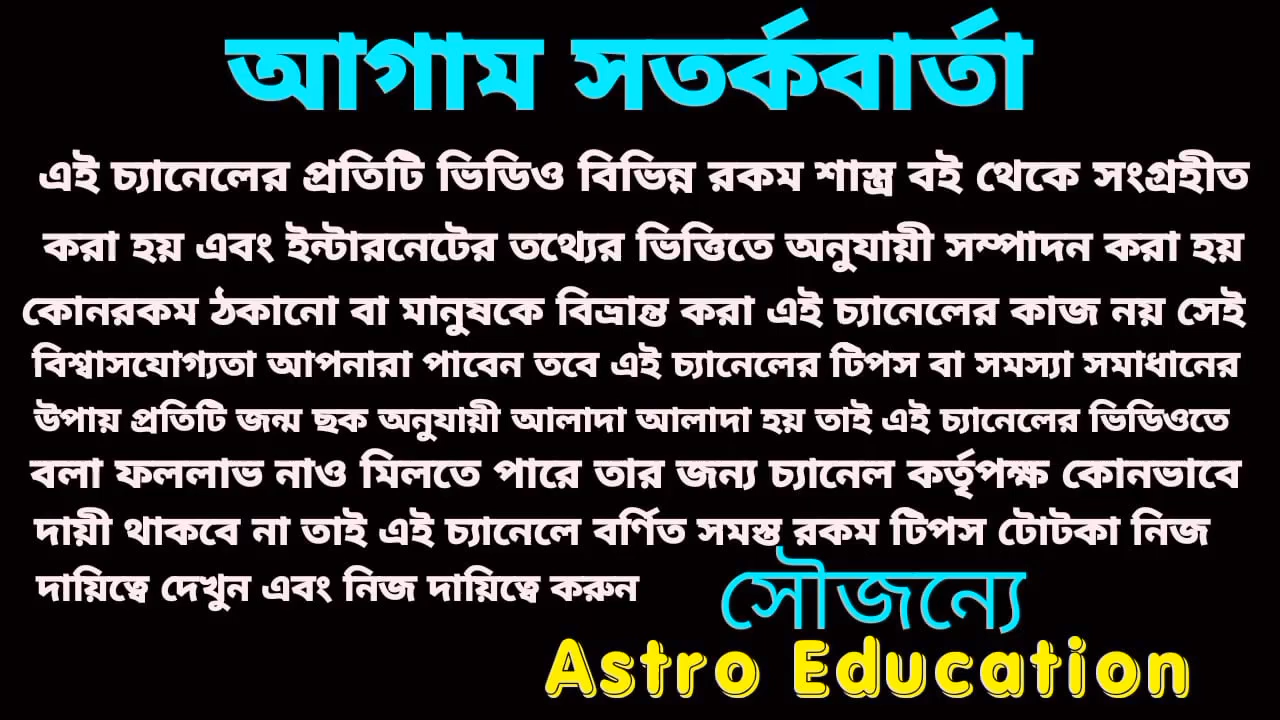 আগাম সতর্কবার্তা
এই চ্যানেলের প্রতিটি ভিডিও বিভিন্ন রকম শাস্ত্র বই থেকে সংগ্রহীত
করা হয় এবং ইন্টারনেটের তথ্যের ভিত্তিতে অনুযায়ী সম্পাদন করা হয়
কোনরকম ঠকানো বা মানুষকে বিভ্রান্ত করা এই চ্যানেলের কাজ নয় সেই
বিশ্বাসযোগ্যতা আপনারা পাবেন তবে এই চ্যানেলের টিপস বা সমস্যা সমাধানের
উপায় প্রতিটি জন্ম ছক অনুযায়ী আলাদা আলাদা হয় তাই এই চ্যানেলের ভিডিওতে
বলা ফললাভ নাও মিলতে পারে তার জন্য চ্যানেল কর্তৃপক্ষ কোনভাবে
দায়ী থাকবে না তাই এই চ্যানেলে বর্ণিত সমস্ত রকম টিপস টোটকা নিজ
দায়িত্বে দেখুন এবং নিজ দায়িত্বে করুন
সৌজন্যে
Astro Education